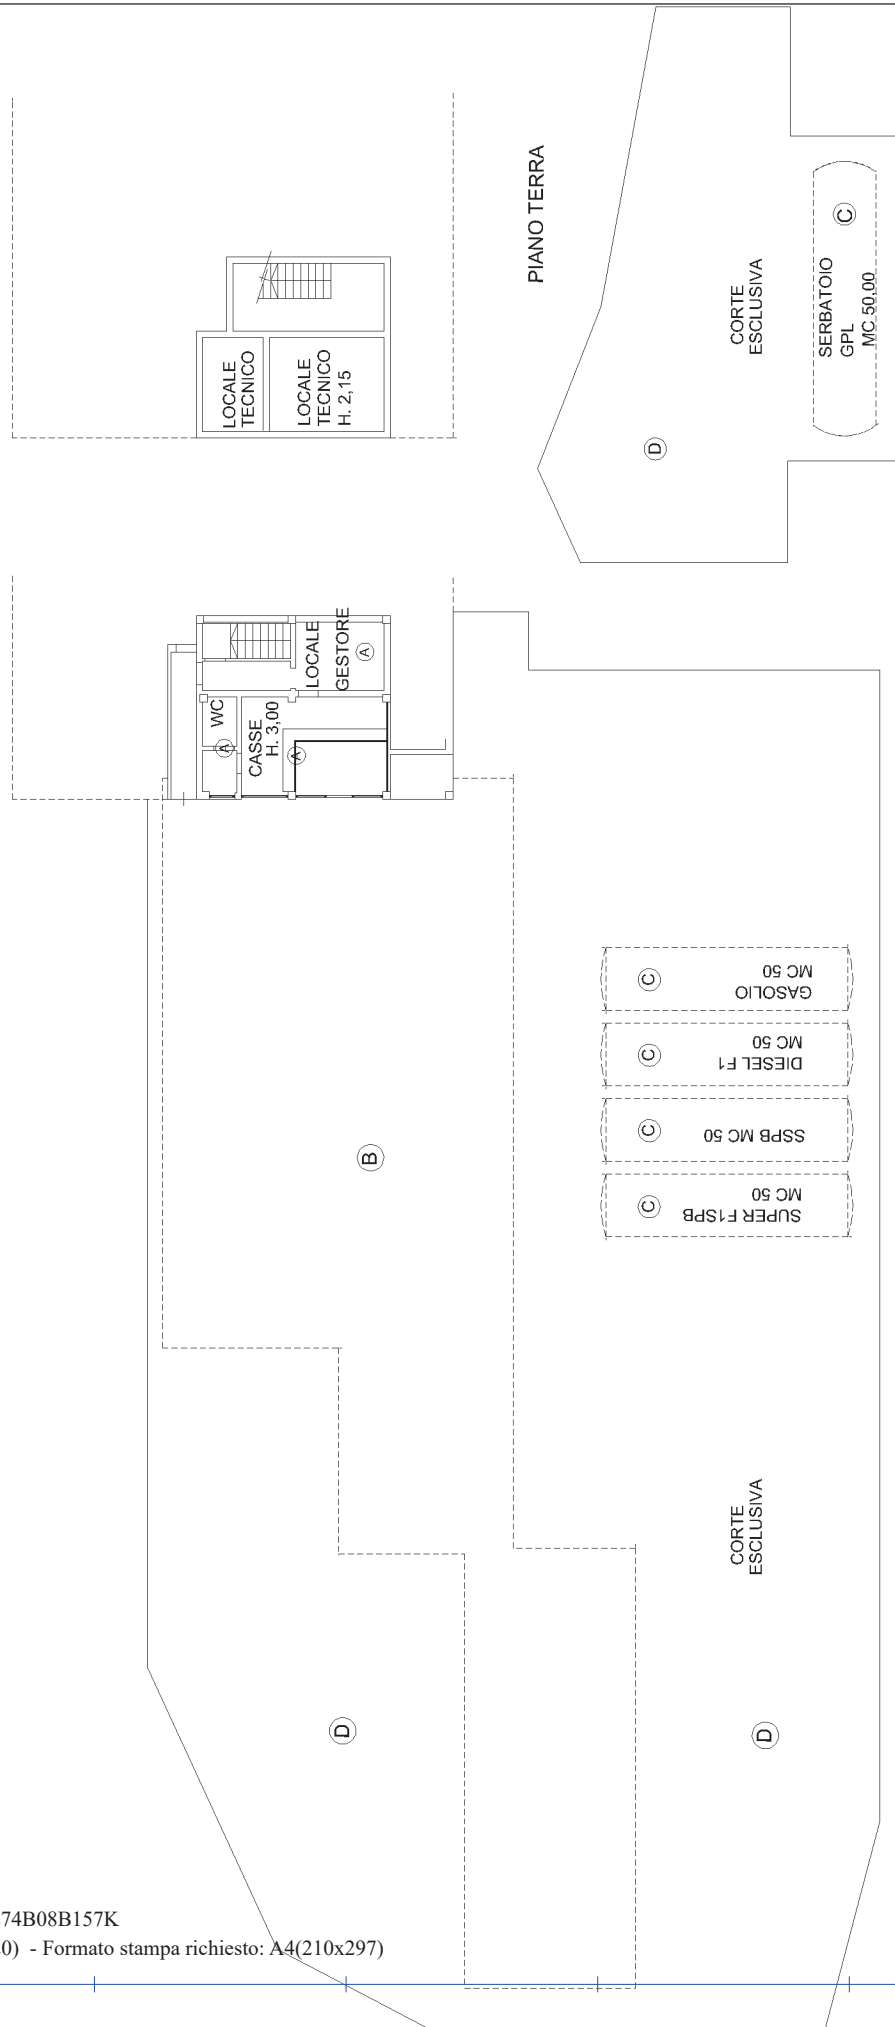 PIANO TERRA
C
CORTE
ESCLUSIVA
SERBATOIO
GPL
MC 50.00
LOCALE
TECNICO
LOCALE
TECNICO
H. 2,15
D
LOCALE
GESTORE
A
WC
A
CASSE
H. 3,00
A
C
GASOLIO
MC 50
C
DIESEL F1
MC 50
C
SSPB MC 50
C
SUPER F1SPB
MC 50
B
CORTE
ESCLUSIVA
D
D
74B08B157K
0) - Formato stampa richiesto: A4(210x297)